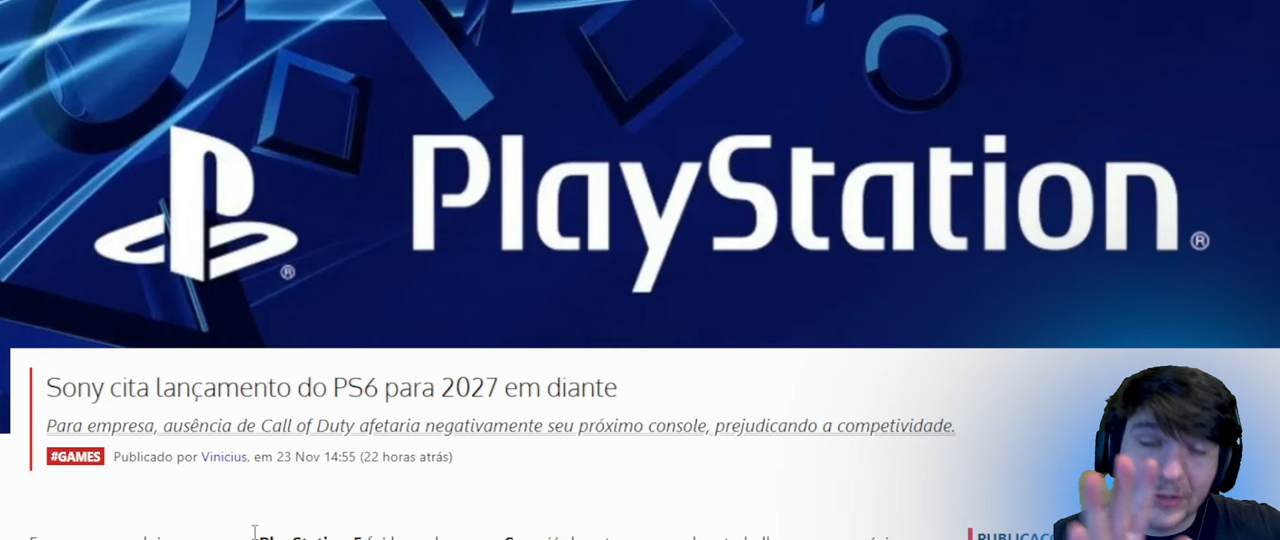 PlayStation®
®
Sony cita lançamento do PS6 para 2027 em diante
Para empresa, ausência de Call of Duty afetaria negativamente seu próximo console, prejudicando a competividade.
#GAMES Publicado por Vinicius, em 23 Nov 14:55 (22 horas atrás)